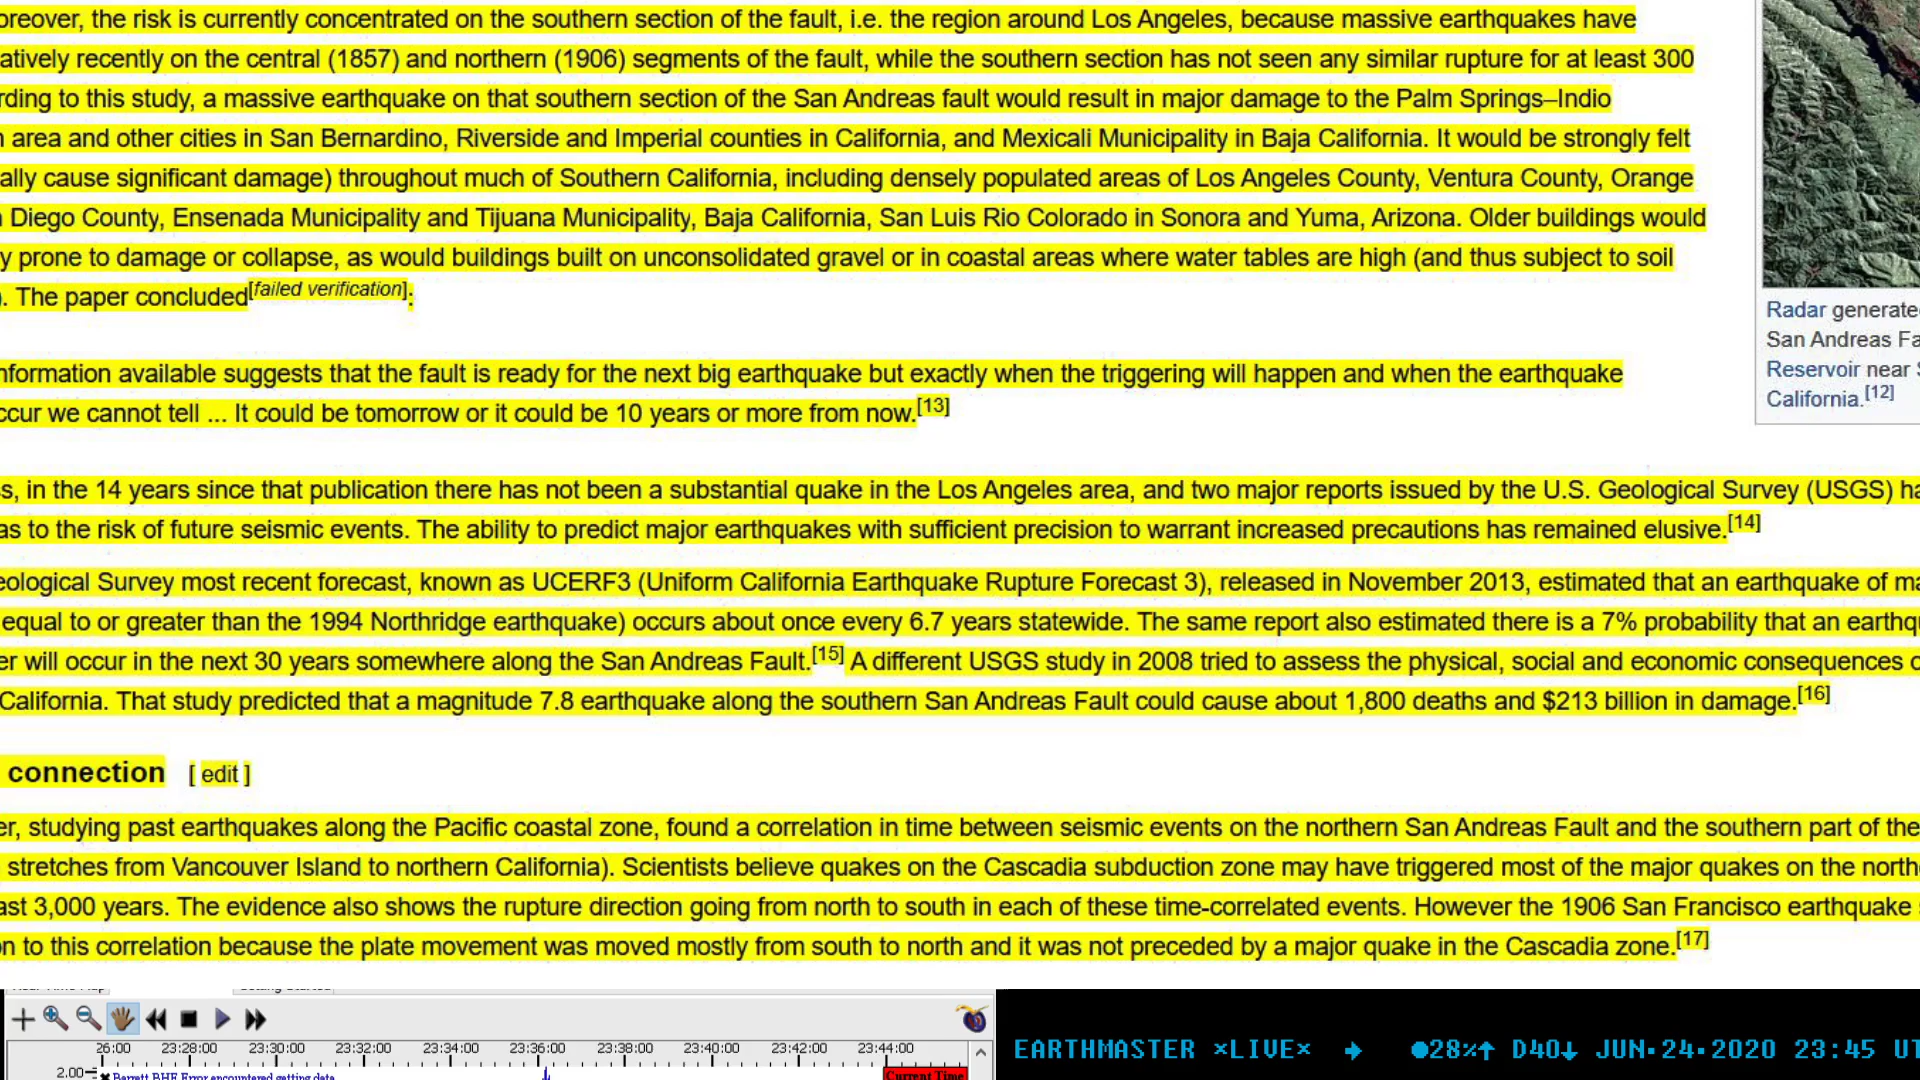 oreover, the risk is currently concentrated on the southern section of the fault, i.e. the region around Los Angeles, because massive earthquakes have
atively recently on the central (1857) and northern (1906) segments of the fault, while the southern section has not seen any similar rupture for at least 300
rding to this study, a massive earthquake on that southern section of the San Andreas fault would result in major damage to the Palm Springs–Indio
n area and other cities in San Bernardino, Riverside and Imperial counties in California, and Mexicali Municipality in Baja California. It would be strongly felt
ally cause significant damage) throughout much of Southern California, including densely populated areas of Los Angeles County, Ventura County, Orange
n Diego County, Ensenada Municipality and Tijuana Municipality, Baja California, San Luis Rio Colorado in Sonora and Yuma, Arizona. Older buildings would
y prone to damage or collapse, as would buildings built on unconsolidated gravel or in coastal areas where water tables are high (and thus subject to soil
). The paper concluded[failed verification]:
nformation available suggests that the fault is ready for the next big earthquake but exactly when the triggering will happen and when the earthquake
ccur we cannot tell ... It could be tomorrow or it could be 10 years or more from now.[13]
Radar generate
San Andreas Fa
Reservoir near S
California.[12]
s, in the 14 years since that publication there has not been a substantial quake in the Los Angeles area, and two major reports issued by the U.S. Geological Survey (USGS) ha
as to the risk of future seismic events. The ability to predict major earthquakes with sufficient precision to warrant increased precautions has remained elusive.[14]
eological Survey most recent forecast, known as UCERF3 (Uniform California Earthquake Rupture Forecast 3), released in November 2013, estimated that an earthquake of ma
equal to or greater than the 1994 Northridge earthquake) occurs about once every 6.7 years statewide. The same report also estimated there is a 7% probability that an earthqu
er will occur in the next 30 years somewhere along the San Andreas Fault.[15] A different USGS study in 2008 tried to assess the physical, social and economic consequences o
California. That study predicted that a magnitude 7.8 earthquake along the southern San Andreas Fault could cause about 1,800 deaths and $213 billion in damage.[16]
connection [ edit ]
er, studying past earthquakes along the Pacific coastal zone, found a correlation in time between seismic events on the northern San Andreas Fault and the southern part of the
stretches from Vancouver Island to northern California). Scientists believe quakes on the Cascadia subduction zone may have triggered most of the major quakes on the north
ast 3,000 years. The evidence also shows the rupture direction going from north to south in each of these time-correlated events. However the 1906 San Francisco earthquake
on to this correlation because the plate movement was moved mostly from south to north and it was not preceded by a major quake in the Cascadia zone.[17]
26:00 23:28:00 23:30:00 23:32:00 23:34:00 23:36:00 23:38:00 23:40:00 23:42:00 23:44:00
2.00
Barrett BHE Error encountered getting data
Current Time
EARTHMASTER ×LIVE× → ●28%↑ D40↓ JUN•24•2020 23:45 UT